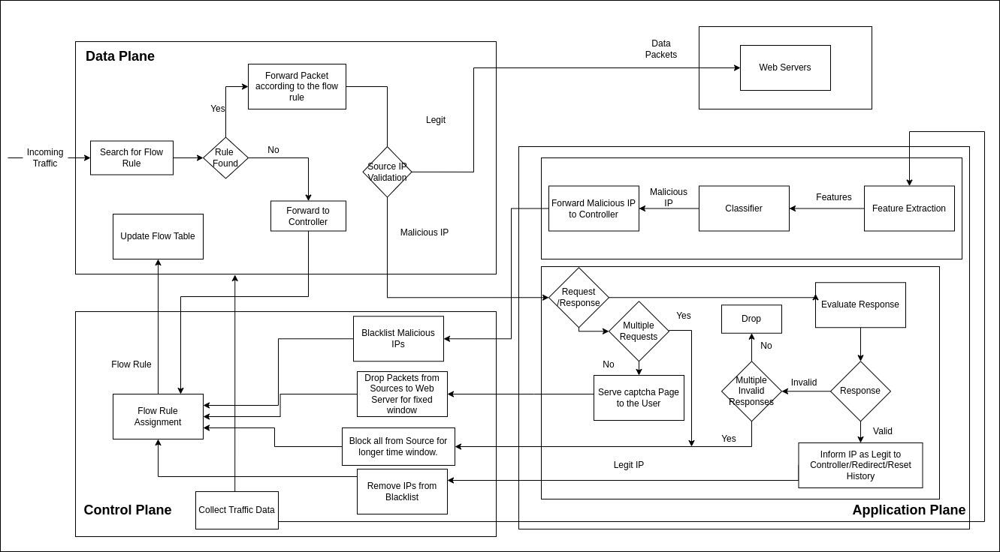 Data Plane
Data
Packets
Web Servers
Forward Packet
according to the flow
rule
Yes
Legit
Incoming
Traffic
Search for Flow
Rule
Rule
Found
No
Source IP
Validation
Forward to
Controller
Malicious IP
Update Flow Table
Forward Malicious IP
to Controller
Malicious
IP
Classifier
Features
Feature Extraction
Request
/Response
Evaluate Response
Multiple
Requests
Yes
Drop
No
No
Multiple
Invalid
Responses
Invalid
Response
Serve captcha Page
to the User
Yes
Valid
Inform IP as Legit to
Controller/Redirect/Reset
History
Legit IP
Blacklist Malicious
IPs
Flow Rule
Drop Packets from
Sources to Web
Server for fixed
window
Flow Rule
Assignment
Block all from Source for
longer time window.
Remove IPs from
Blacklist
Control Plane
Collect Traffic Data
Application Plane